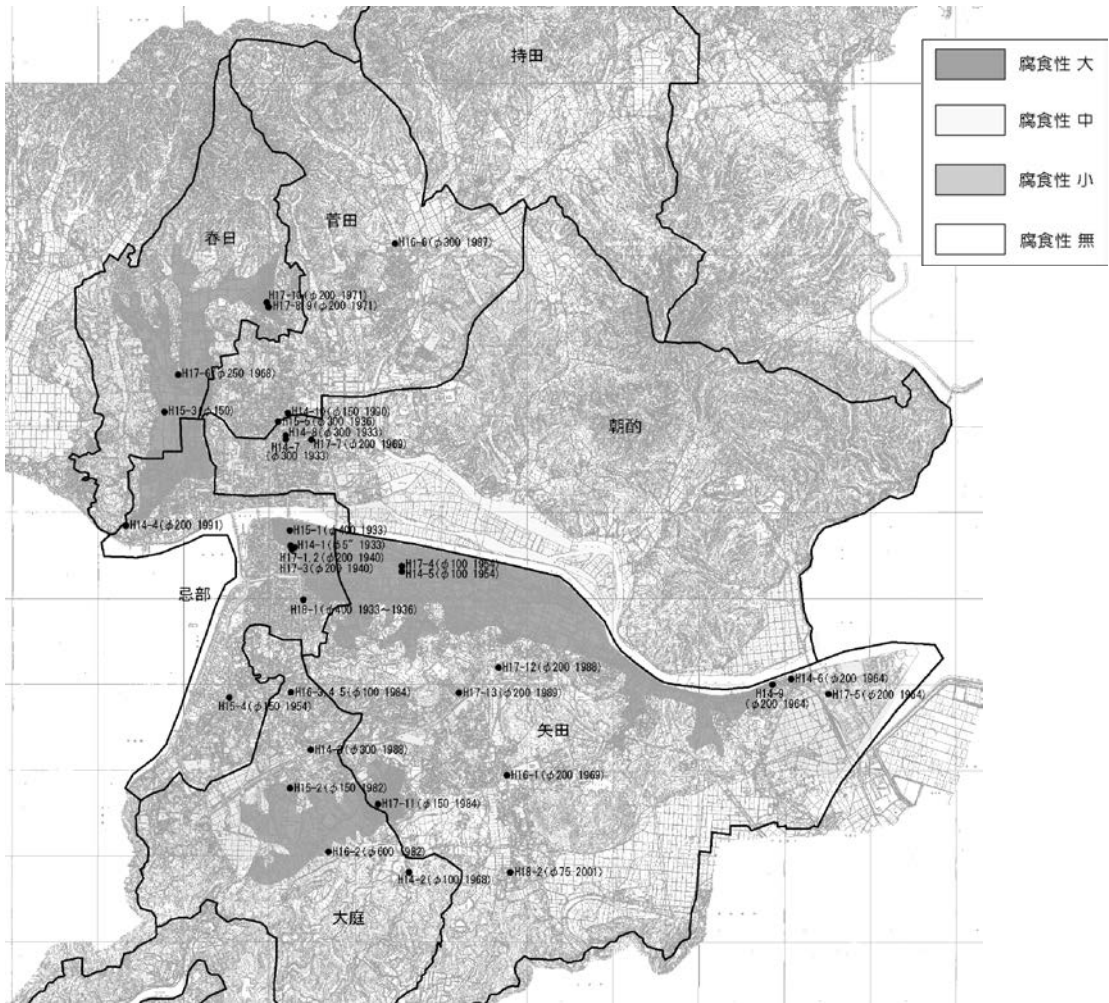 持田
腐食性 大
腐食性 中
腐食性 小
腐食性 無
菅田
春日
H16-6(φ300 1987)
H17-10(φ200 1971)
H17-8,9(φ200 1971)
H17-6(φ250 1968)
H15-3(φ150)
H14-10(φ150 1990)
H15-5(φ300 1936)
H14-8(φ300 1933)
H17-7(φ200 1969)
H14-7
(φ300 1933)
朝酌
H14-4(φ200 1991)
H15-1(φ400 1933)
H14-1(φ5" 1933)
H17-1,2(φ200 1940)
H17-3(φ200 1940)
H17-4(φ100 1954)
H14-5(φ100 1954)
忌部
H18-1(φ400 1933～1936)
H17-12(φ200 1988)
H14-6(φ200 1964)
H14-9
(φ200 1964)
H17-5(φ200 1964)
H16-3,4,5(φ100 1984)
H17-13(φ200 1989)
H15-4(φ150 1954)
矢田
H14-3(φ300 1988)
H16-1(φ200 1969)
H15-2(φ150 1982)
H17-11(φ150 1984)
H16-2(φ600 1982)
H14-2(φ100 1968)
H18-2(φ75 2001)
大庭